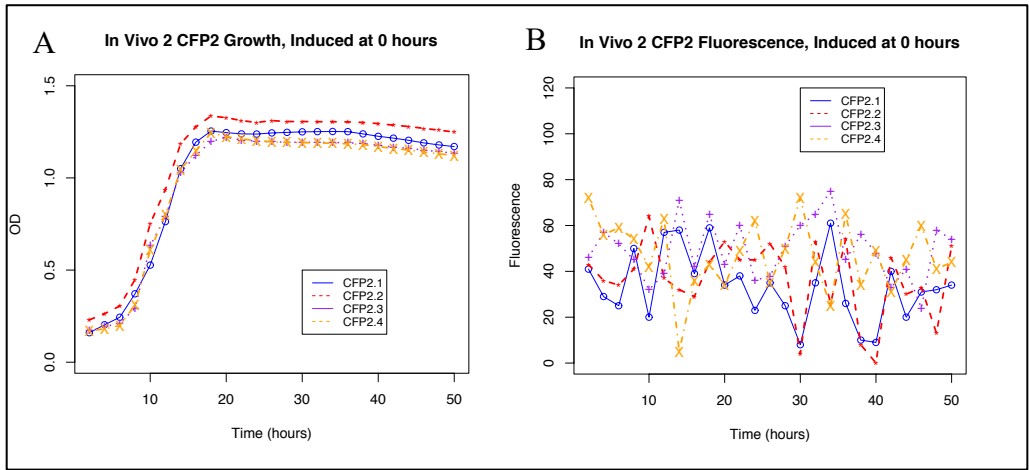 A
In Vivo 2 CFP2 Growth, Induced at 0 hours
OD
1.5
1.0
0.5
0.0
CFP2.1
CFP2.2
CFP2.3
CFP2.4
10 20 30 40 50
Time (hours)
B
In Vivo 2 CFP2 Fluorescence, Induced at 0 hours
Fluorescence
120
100
80
60
40
20
0
CFP2.1
CFP2.2
CFP2.3
CFP2.4
10 20 30 40 50
Time (hours)